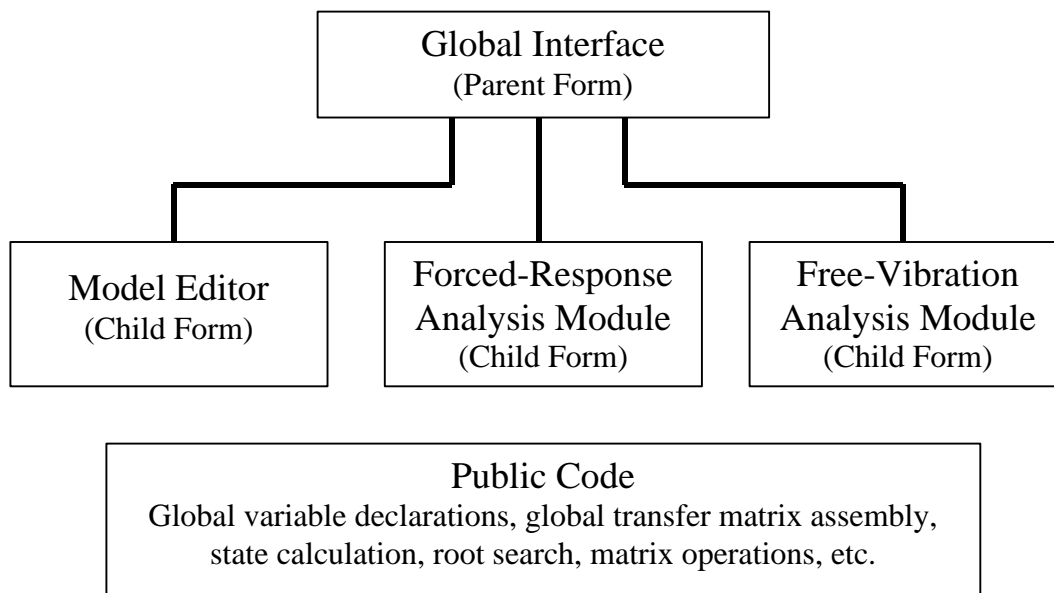 Global Interface
(Parent Form)
Model Editor
(Child Form)
Forced-Response
Analysis Module
(Child Form)
Free-Vibration
Analysis Module
(Child Form)
Public Code
Global variable declarations, global transfer matrix assembly,
state calculation, root search, matrix operations, etc.